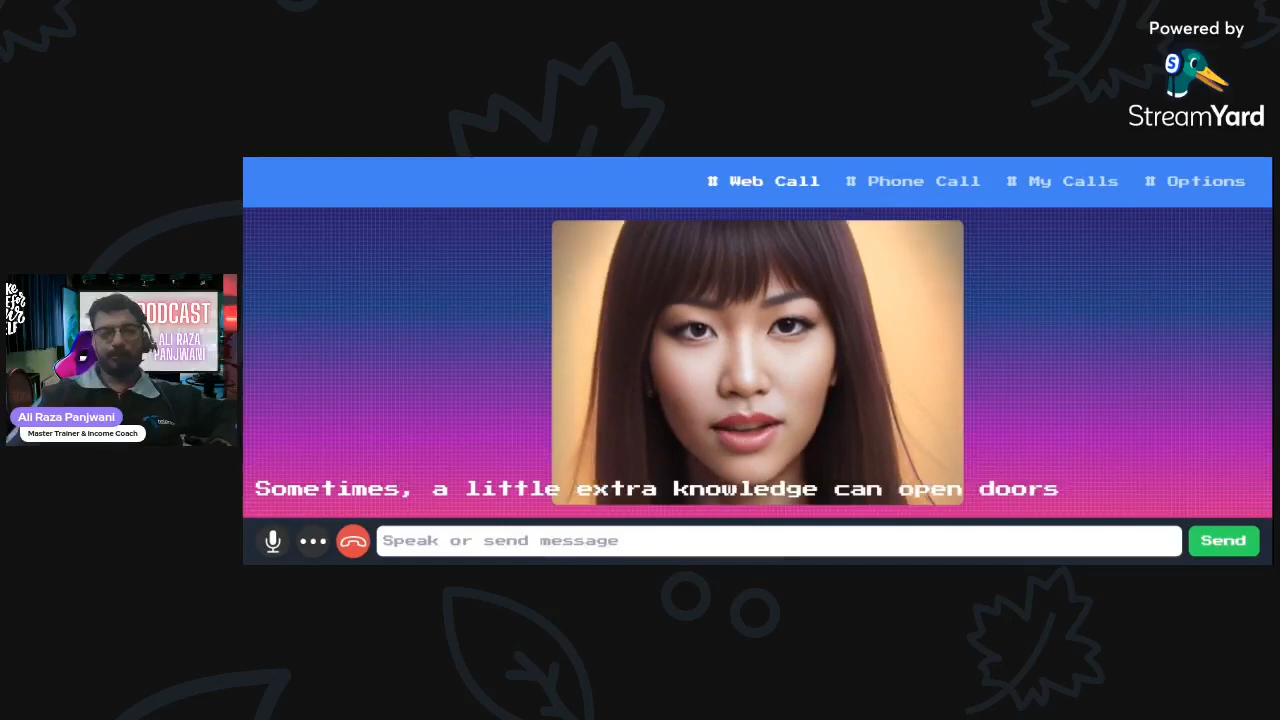 Powered by
S
StreamYard
# Web Call # Phone Call # My Calls # Options
PODCAST
ALI RAZA
PANJWANI
Ali Raza Panjwani
Master Trainer & Income Coach
Sometimes, a little extra knowledge can open doors
Speak or send message
Send